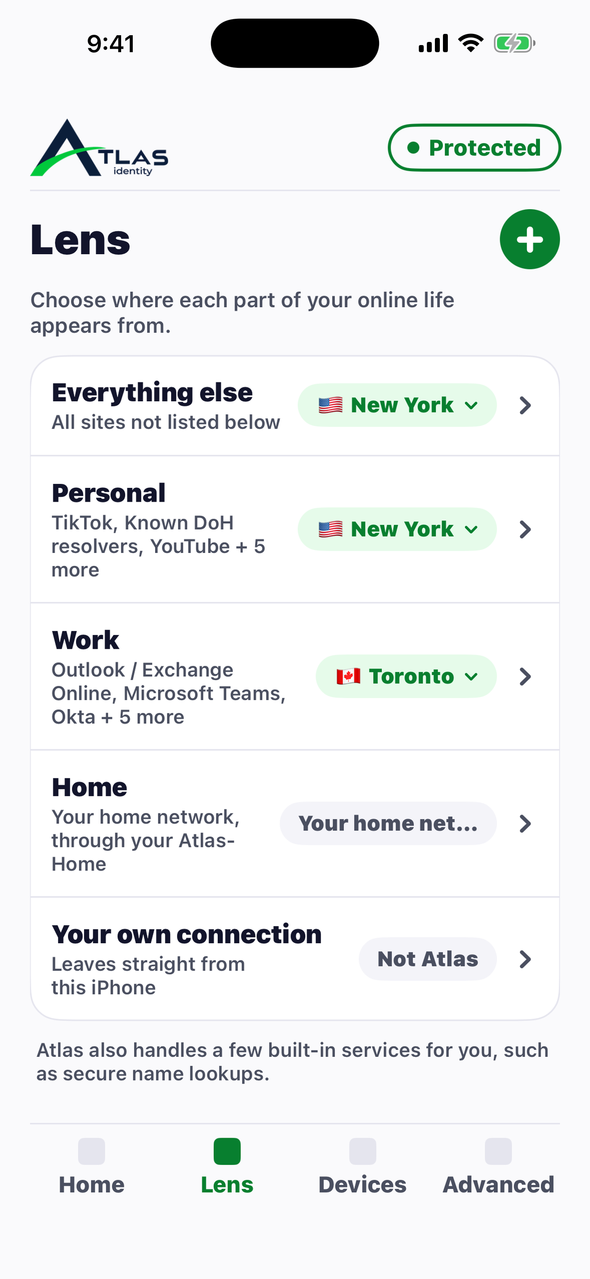 9:41
ATLAS
identity
Protected
Lens
Choose where each part of your online life
appears from.
Everything else
All sites not listed below
New York
Personal
TikTok, Known DoH
resolvers, YouTube + 5
more
New York
Work
Outlook / Exchange
Online, Microsoft Teams,
Okta + 5 more
Toronto
Home
Your home network,
through your Atlas-
Home
Your home net...
Your own connection
Leaves straight from
this iPhone
Not Atlas
Atlas also handles a few built-in services for you, such
as secure name lookups.
Home
Lens
Devices
Advanced